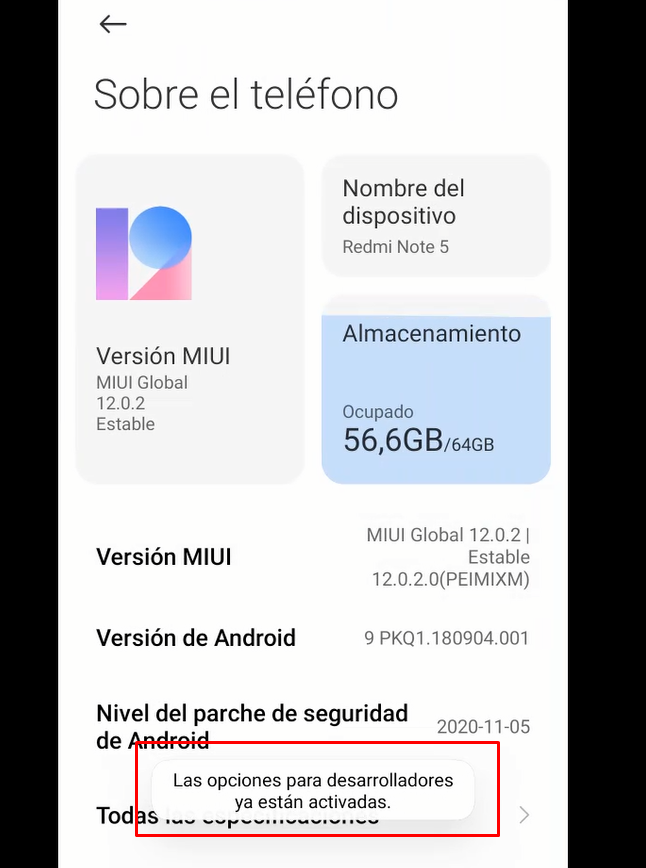 Sobre el teléfono
12
Versión MIUI
MIUI Global
12.0.2
Estable
Nombre del
dispositivo
Redmi Note 5
Almacenamiento
Ocupado
56,6GB/64GB
Versión MIUI
MIUI Global 12.0.2 |
Estable
12.0.2.0(PEIMIXM)
Versión de Android
9 PKQ1.180904.001
Nivel del parche de seguridad
de Android
2020-11-05
Todas las especificaciones
Las opciones para desarrolladores
ya están activadas.